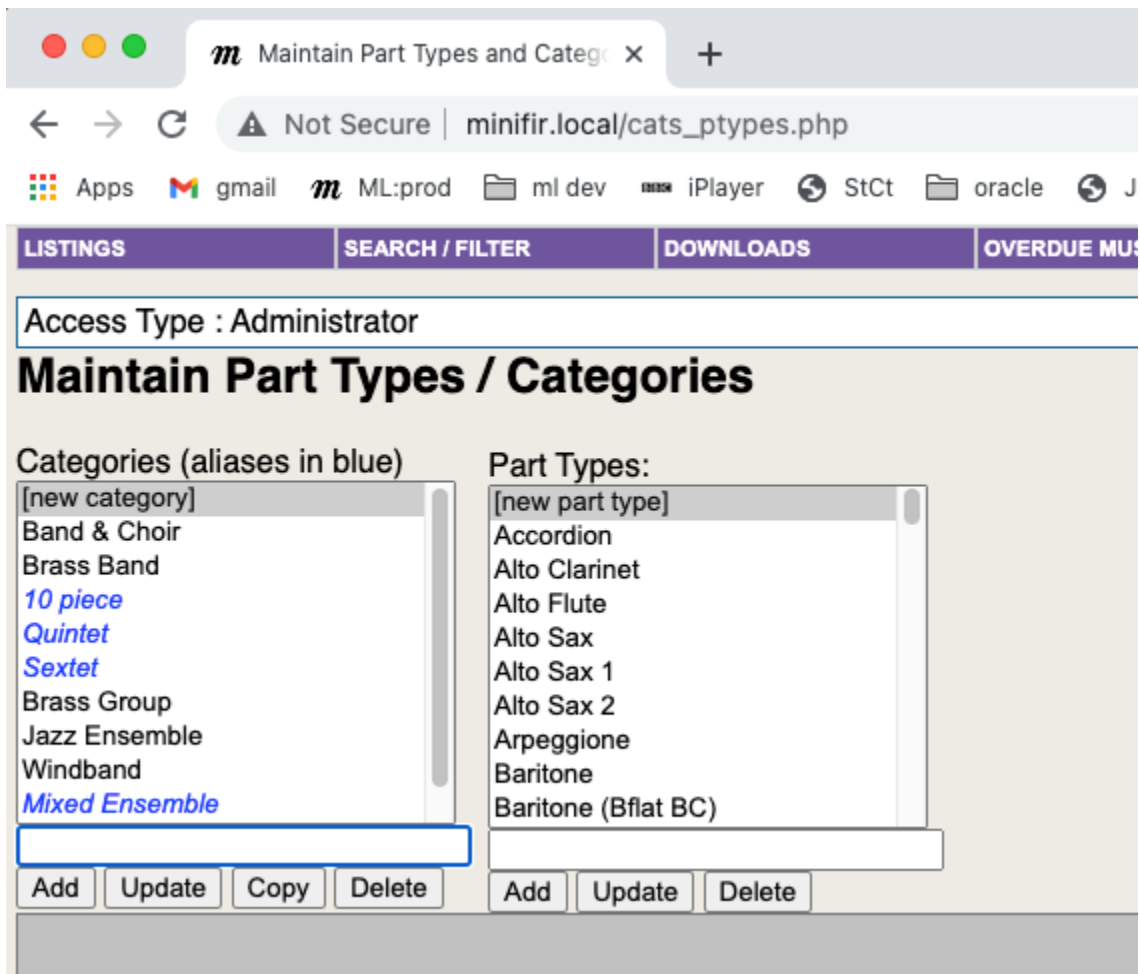 m Maintain Part Types and Catego
Not Secure | minifir.local/cats_ptypes.php
Apps gmail m ML:prod ml dev iPlayer StCt oracle J
LISTINGS SEARCH / FILTER DOWNLOADS OVERDUE MUS
Access Type : Administrator
Maintain Part Types / Categories
Categories (aliases in blue)
[new category]
Band & Choir
Brass Band
10 piece
Quintet
Sextet
Brass Group
Jazz Ensemble
Windband
Mixed Ensemble
Add Update Copy Delete
Part Types:
[new part type]
Accordion
Alto Clarinet
Alto Flute
Alto Sax
Alto Sax 1
Alto Sax 2
Arpeggione
Baritone
Baritone (Bflat BC)
Add Update Delete